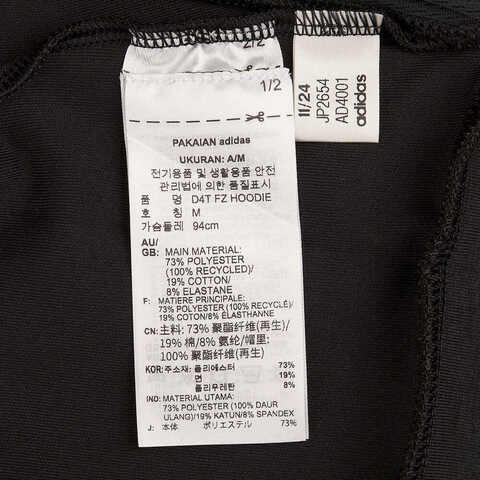 2/2
1/2
PAKAIAN adidas
UKURAN: A/M
전기용품 및 생활용품 안전
관리법에 의한 품질표시
품 명 D4T FZ HOODIE
호 칭 M
가슴둘레 94cm
AU/
GB: MAIN MATERIAL:
73% POLYESTER
(100% RECYCLED)/
19% COTTON/
8% ELASTANE
F: MATIERE PRINCIPALE:
73% POLYESTER (100% RECYCLÉ)/
19% COTON/8% ÉLASTHANNE
CN: 主料: 73% 聚酯纤维(再生)/
19% 棉/8% 氨纶/帽里:
100% 聚酯纤维(再生)
KOR: 주소재: 폴리에스터 73%
면 19%
폴리우레탄 8%
IND: MATERIAL UTAMA:
73% POLYESTER (100% DAUR
ULANG)/19% KATUN/8% SPANDEX
J: 本体 ポリエステル 73%
11/24
JP2654
AD4001
adidas